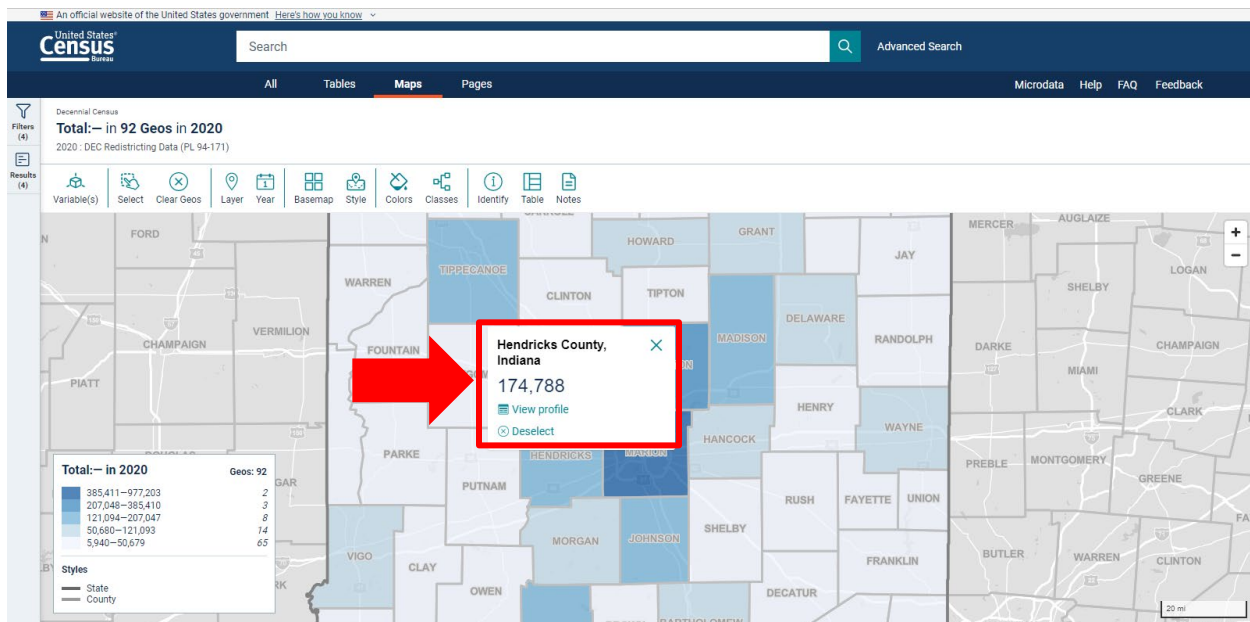 An official website of the United States government Here's how you know
United States®
Census
Bureau
Search
Advanced Search
All Tables Maps Pages
Microdata Help FAQ Feedback
Filters
(4)
Results
(4)
Decennial Census
Total:— in 92 Geos in 2020
2020 : DEC Redistricting Data (PL 94-171)
Variable(s) Select Clear Geos Layer Year Basemap Style Colors Classes Identify Table Notes
FORD
HOWARD
GRANT
JAY
MERCER
AUGLAIZE
LOGAN
SHELBY
WARREN
TIPPECANOE
CLINTON
TIPTON
CHAMPAIGN
VERMILION
FOUNTAIN
MADISON
DELAWARE
RANDOLPH
DARKE
CHAMPAIGN
MIAMI
PIATT
Hendricks County,
Indiana
174,788
View profile
Deselect
HENRY
WAYNE
CLARK
PARKE
HENDRICKS
MARION
HANCOCK
PREBLE
MONTGOMERY
GREENE
PUTNAM
RUSH
FAYETTE
UNION
SHELBY
MORGAN
JOHNSON
VIGO
CLAY
FRANKLIN
BUTLER
WARREN
CLINTON
OWEN
DECATUR
Total:— in 2020 Geos: 92
385,411—977,203 2
207,048—385,410 3
121,094—207,047 8
50,680—121,093 14
5,940—50,679 65
Styles
State
County
20 mi
+
−